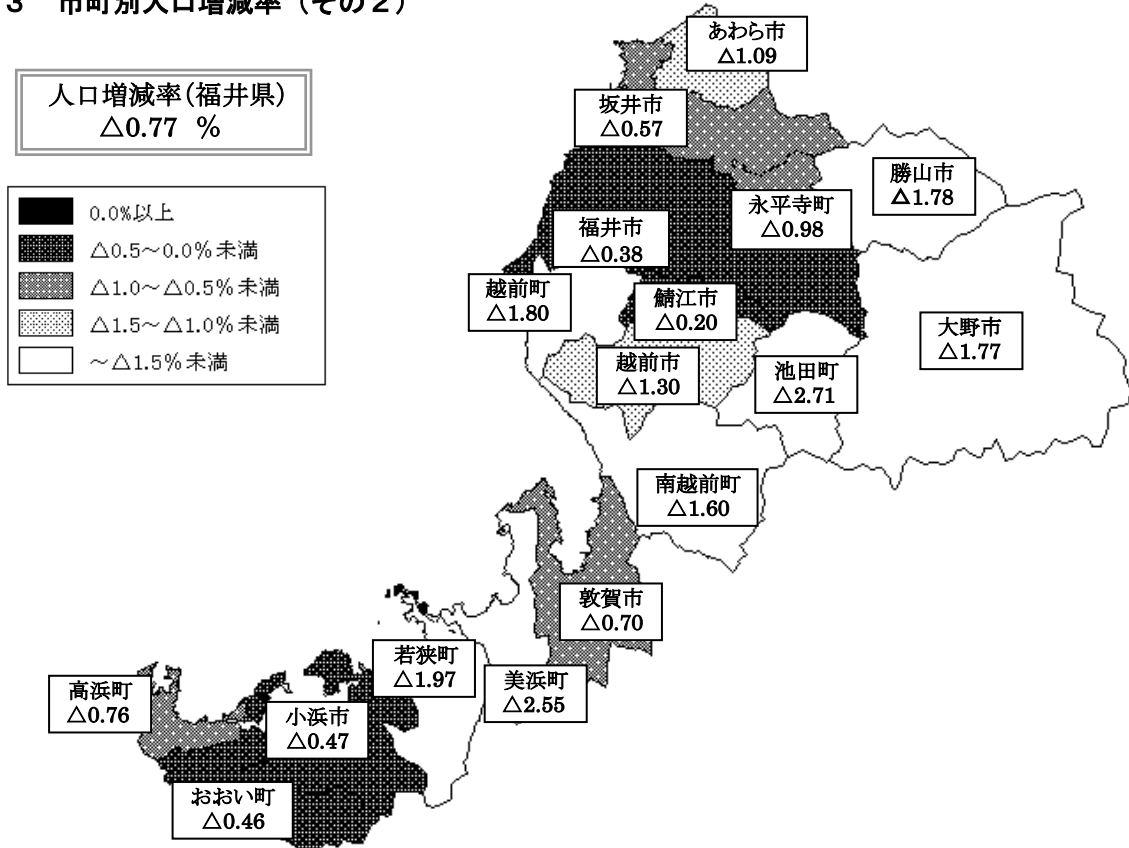 3 市町別人口増減率（その２）
人口増減率(福井県)
△0.77 %
0.0%以上
△0.5～0.0%未満
△1.0～△0.5%未満
△1.5～△1.0%未満
～△1.5%未満
あわら市
△1.09
坂井市
△0.57
勝山市
△1.78
永平寺町
△0.98
福井市
△0.38
越前町
△1.80
鯖江市
△0.20
大野市
△1.77
越前市
△1.30
池田町
△2.71
南越前町
△1.60
敦賀市
△0.70
若狭町
△1.97
美浜町
△2.55
高浜町
△0.76
小浜市
△0.47
おおい町
△0.46